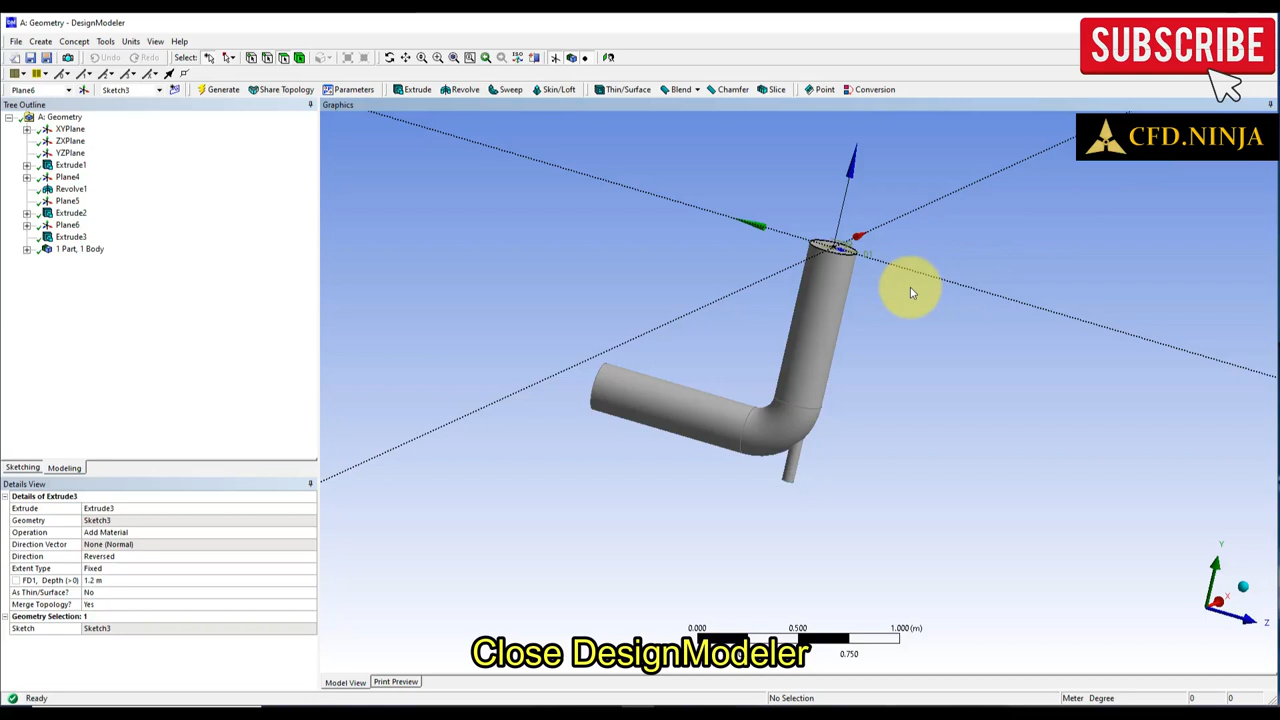 A: Geometry - DesignModeler
SUBSCRIBE
File Create Concept Tools Units View Help
Undo Redo Select:
Plane6 Sketch3 Generate Share Topology Parameters Extrude Revolve Sweep Skin/Loft Thin/Surface Blend Chamfer Slice Point Conversion
Tree Outline
Graphics
CFD.NINJA
A: Geometry
XYPlane
ZXPlane
YZPlane
Extrude1
Plane4
Revolve1
Plane5
Extrude2
Plane6
Extrude3
1 Part, 1 Body
Sketching Modeling
Details View
Details of Extrude3
Extrude Extrude3
Geometry Sketch3
Operation Add Material
Direction Vector None (Normal)
Direction Reversed
Extent Type Fixed
FD1, Depth (>0) 1.2 m
As Thin/Surface? No
Merge Topology? Yes
Geometry Selection: 1
Sketch Sketch3
Y
X
Z
0.000 0.500 1.000 (m)
0.750
Close DesignModeler
Model View Print Preview
Ready No Selection Meter Degree 0 0